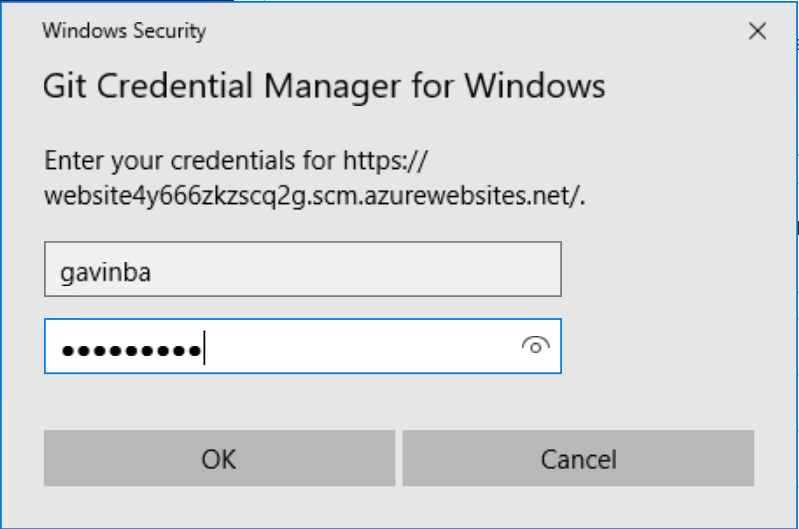 Windows Security
Git Credential Manager for Windows
Enter your credentials for https://
website4y666zkzscq2g.scm.azurewebsites.net/.
gavinba
●●●●●●●●●
OK
Cancel